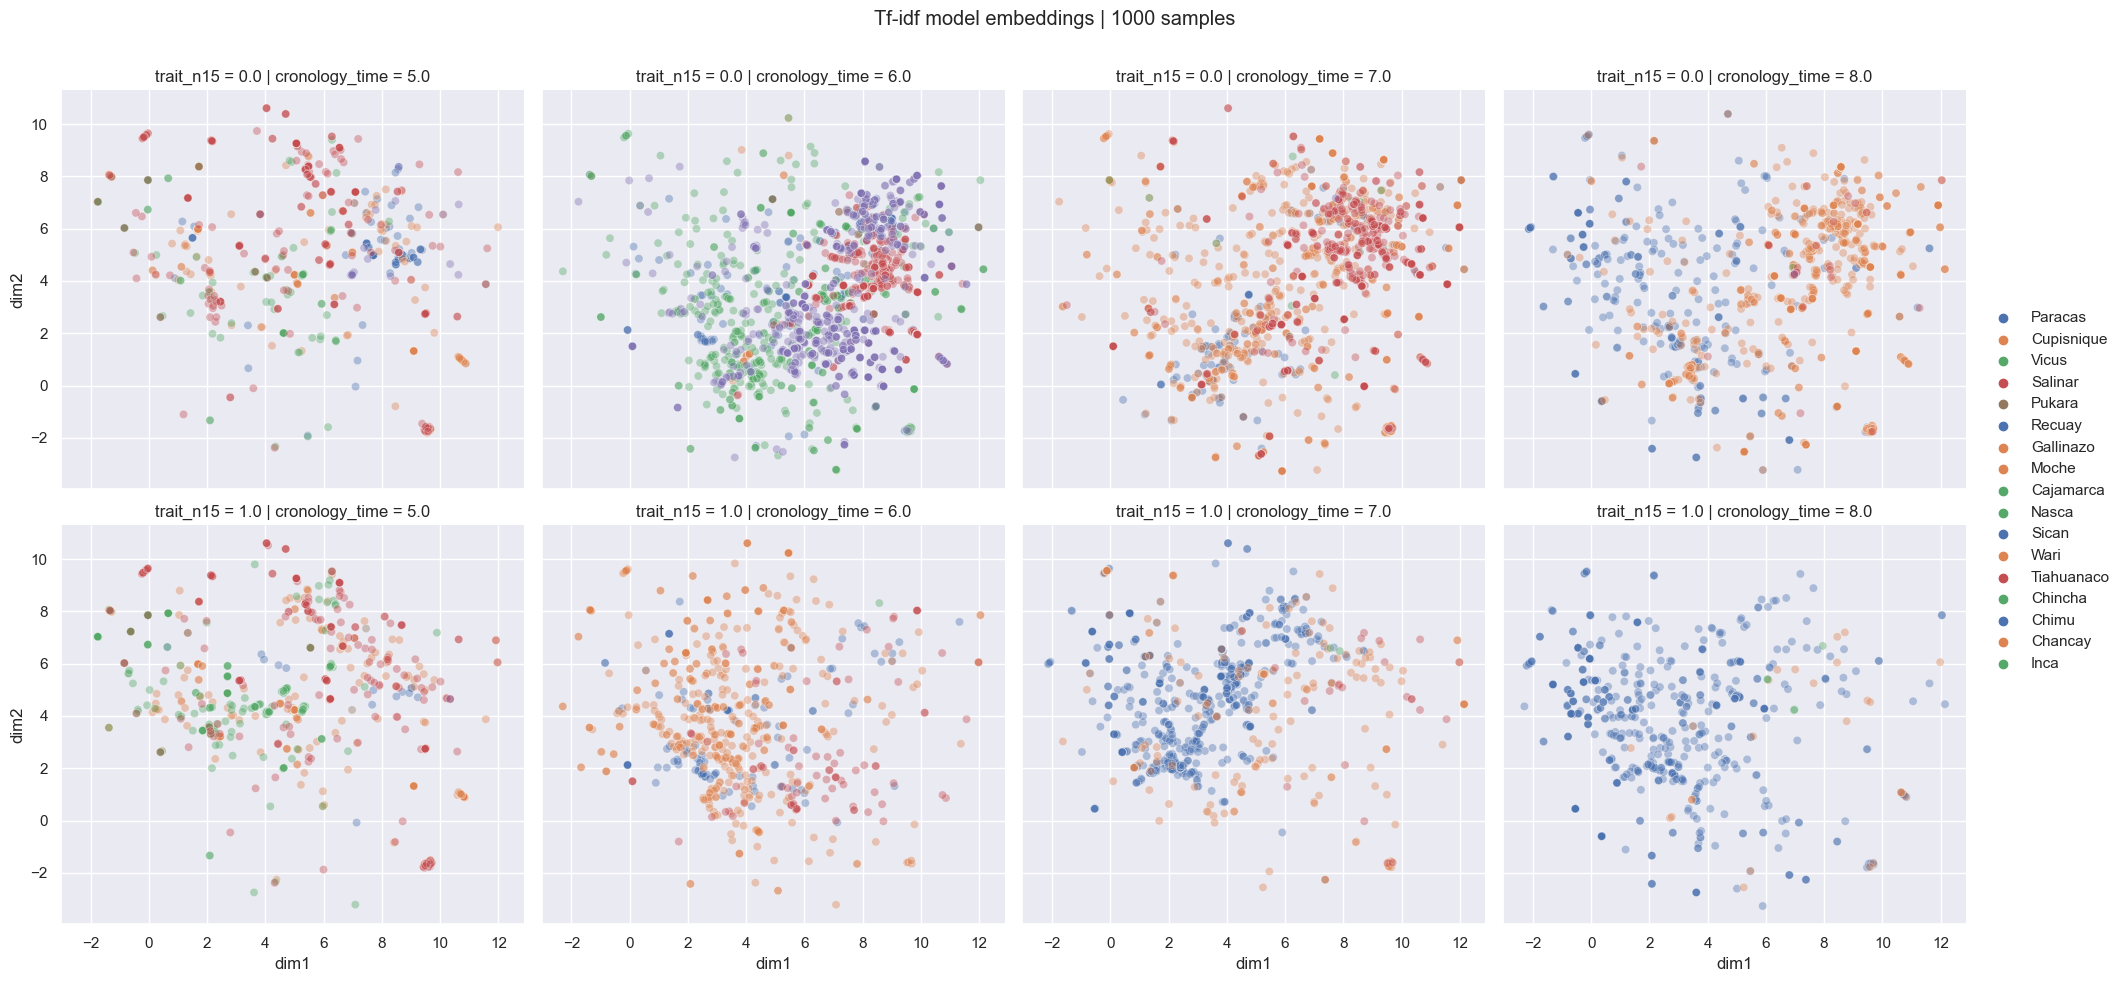 Tf-idf model embeddings | 1000 samples
trait_n15 = 0.0 | cronology_time = 5.0
trait_n15 = 0.0 | cronology_time = 6.0
trait_n15 = 0.0 | cronology_time = 7.0
trait_n15 = 0.0 | cronology_time = 8.0
10
8
6
4
2
0
−2
dim2
trait_n15 = 1.0 | cronology_time = 5.0
trait_n15 = 1.0 | cronology_time = 6.0
trait_n15 = 1.0 | cronology_time = 7.0
trait_n15 = 1.0 | cronology_time = 8.0
10
8
6
4
2
0
−2
dim2
−2 0 2 4 6 8 10 12
−2 0 2 4 6 8 10 12
−2 0 2 4 6 8 10 12
−2 0 2 4 6 8 10 12
dim1
dim1
dim1
dim1
Paracas
Cupisnique
Vicus
Salinar
Pukara
Recuay
Gallinazo
Moche
Cajamarca
Nasca
Sican
Wari
Tiahuanaco
Chincha
Chimu
Chancay
Inca